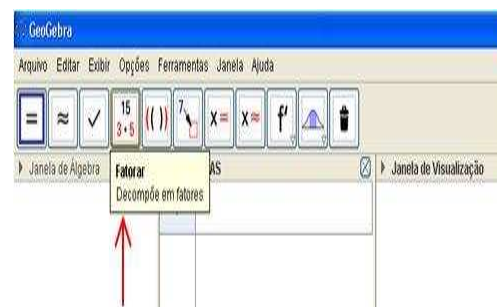 GeoGebra
Arquivo Editar Exibir Opções Ferramentas Janela Ajuda
= ≈ ✓ 15 3·5 (( )) 7 x= x≈ f'
Janela de Álgebra AS Janela de Visualização
Fatorar
Decompõe em fatores